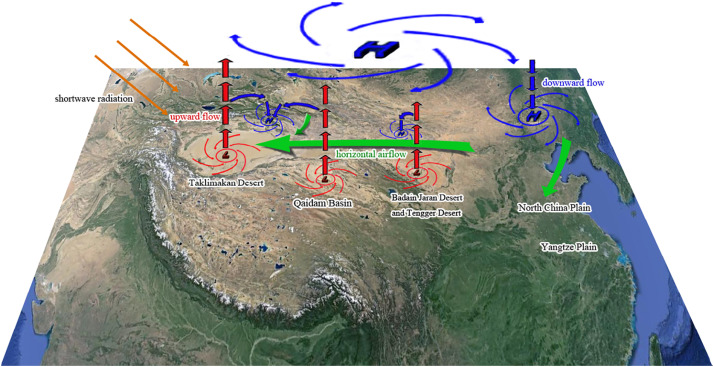 H
downward flow
shortwave radiation
upward flow
H
H
H
horizontal airflow
L
L
L
Taklimakan Desert
Qaidam Basin
Badain Jaran Desert
and Tengger Desert
North China Plain
Yangtze Plain